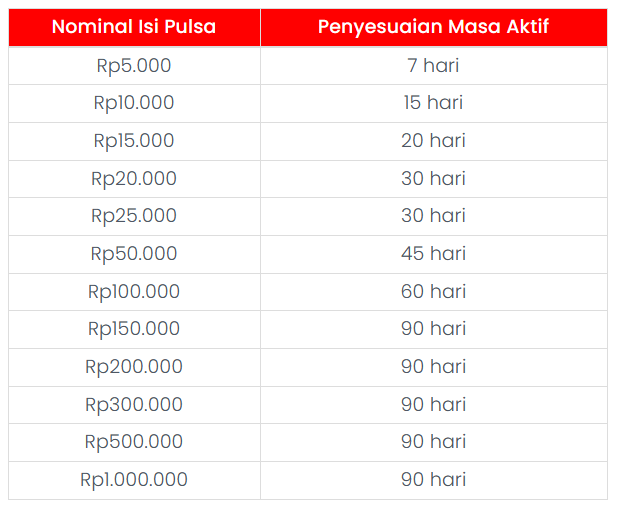 Nominal Isi Pulsa Penyesuaian Masa Aktif
Rp5.000 7 hari
Rp10.000 15 hari
Rp15.000 20 hari
Rp20.000 30 hari
Rp25.000 30 hari
Rp50.000 45 hari
Rp100.000 60 hari
Rp150.000 90 hari
Rp200.000 90 hari
Rp300.000 90 hari
Rp500.000 90 hari
Rp1.000.000 90 hari